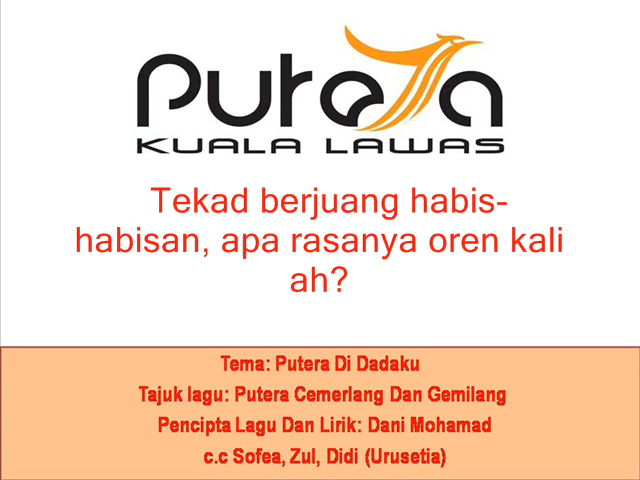 Putera
KUALA LAWAS
Tekad berjuang habis-
habisan, apa rasanya oren kali
ah?
Tema: Putera Di Dadaku
Tajuk lagu: Putera Cemerlang Dan Gemilang
Pencipta Lagu Dan Lirik: Dani Mohamad
c.c Sofea, Zul, Didi (Urusetia)